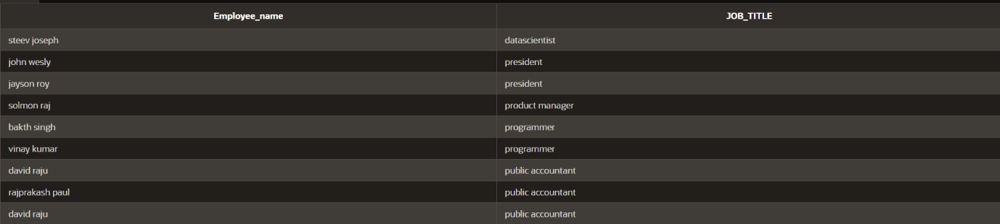 Employee_name JOB_TITLE
steev joseph datascientist
john wesly president
jayson roy president
solmon raj product manager
bakth singh programmer
vinay kumar programmer
david raju public accountant
rajprakash paul public accountant
david raju public accountant